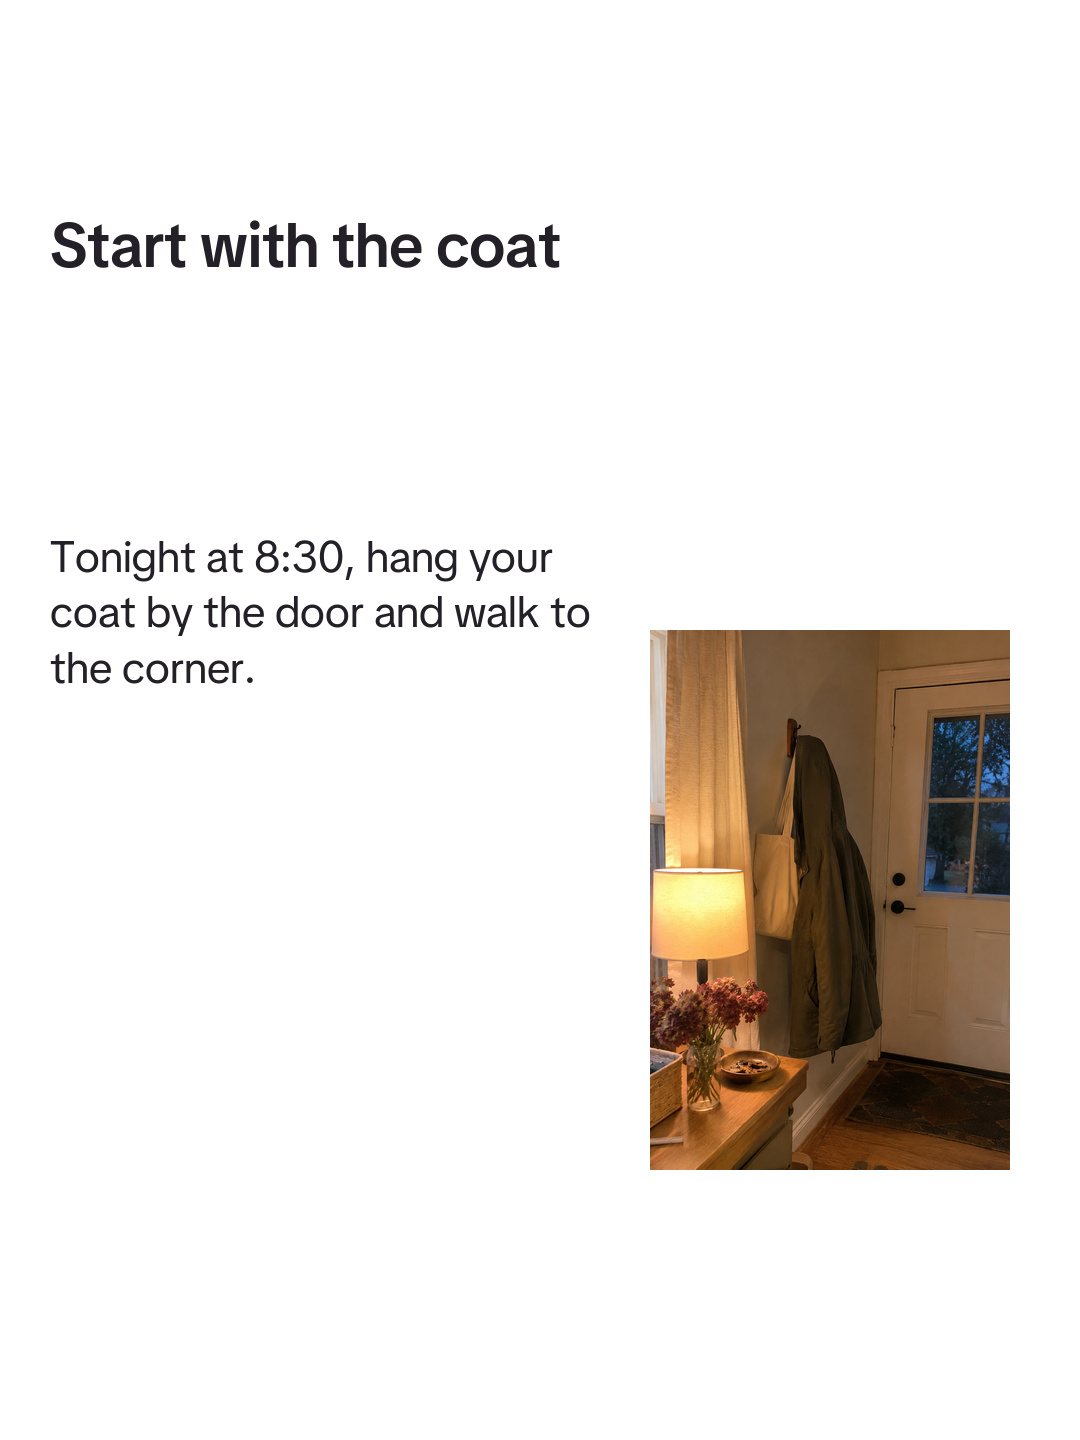 Start with the coat
Tonight at 8:30, hang your
coat by the door and walk to
the corner.